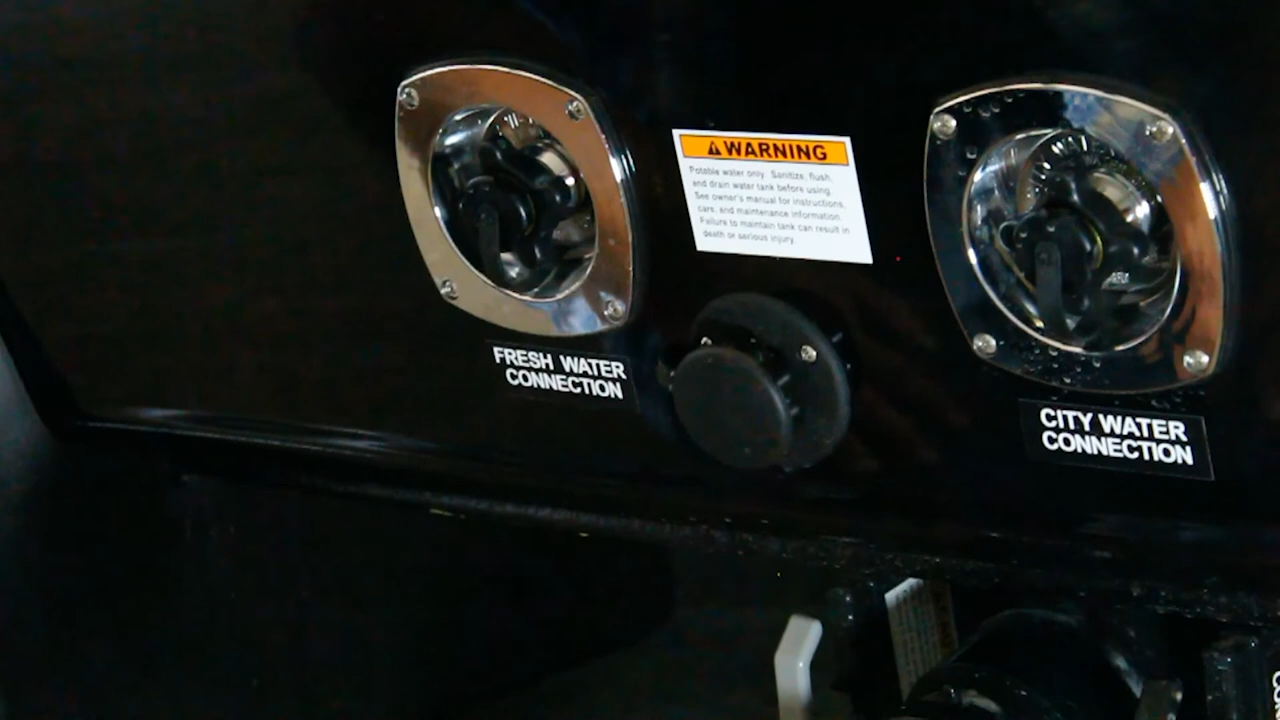 WARNING
Potable water only. Sanitize, flush,
and drain water tank before using.
See owner's manual for instructions,
care, and maintenance information.
Failure to maintain tank can result in
death or serious injury.
FRESH WATER
CONNECTION
CITY WATER
CONNECTION